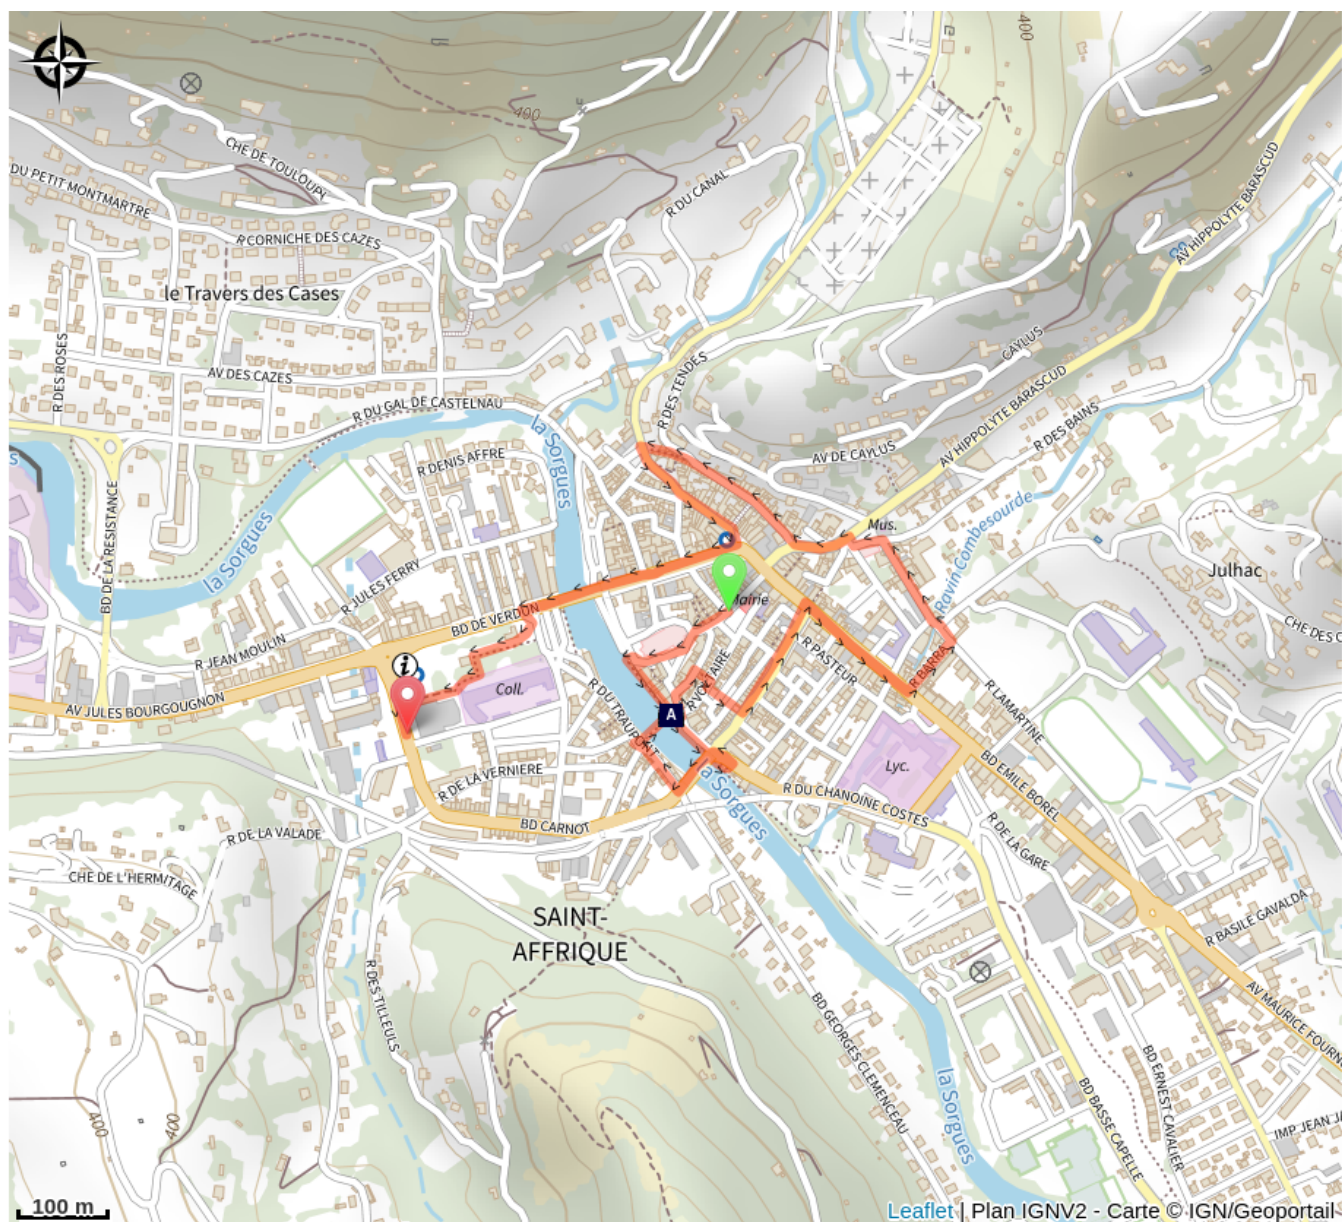 400
CHE DE TOULOUPI
400
DU PETIT MONTMARTRE
R DU CANAL
AV HIPPOLYTE BARASCUD
R CORNICHE DES CAZES
le Travers des Cases
R DES ROSES
CAYLUS
AV DES CAZES
R DES TENDES
AV HIPPOLYTE BARASCUD
R DU GAL DE CASTELNAU
R DES BAINS
la Sorgues
AV DE CAYLUS
R DENIS AFFRE
BD DE LA RESISTANCE
la Sorgues
Mus.
Ravin Combesourde
Julhac
R JULES FERRY
Mairie
BD DE VERDUN
CHE DES C
R JEAN MOULIN
R PASTEUR
R BARRA
R VOLTAIRE
i
Coll.
R LAMARTINE
AV JULES BOURGOUGNON
R DU TRAUPONT
A
Lyc.
R DE LA VERNIERE
la Sorgues
R DU CHANOINE COSTES
BD EMILE BOREL
R DE LA VALADE
BD CARNOT
R DE LA GARE
CHE DE L'HERMITAGE
SAINT-
AFFRIQUE
R BASILE GAVALDA
R DES TILLEULS
AV MAURICE FOURN
BD GEORGES CLEMENCEAU
400
400
la Sorgues
BD BASSE CAPELLE
BD ERNEST CAVALIER
IMP JEAN JA
100 m
Leaflet | Plan IGNV2 - Carte © IGN/Geoportail